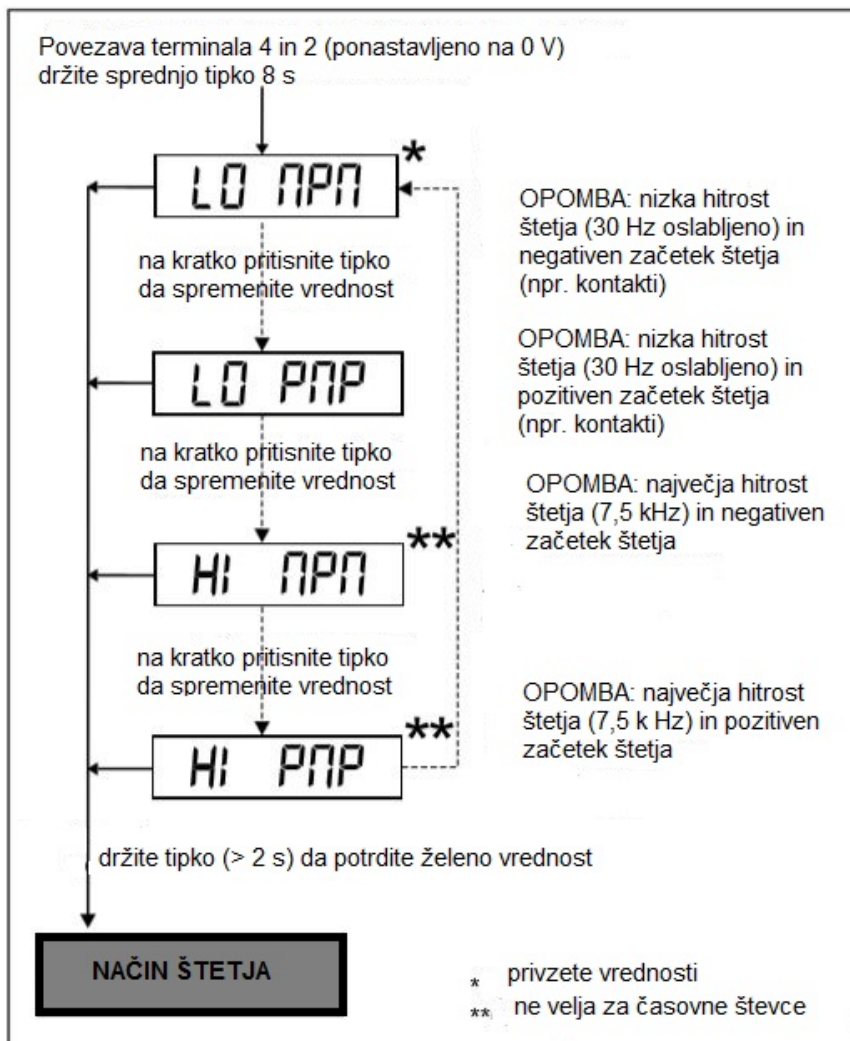 Povezava terminala 4 in 2 (ponastavljeno na 0 V)
držite sprednjo tipko 8 s
LO NPN *
OPOMBA: nizka hitrost
štetja (30 Hz oslabljeno) in
negativen začetek štetja
(npr. kontakti)
na kratko pritisnite tipko
da spremenite vrednost
LO PNP
OPOMBA: nizka hitrost
štetja (30 Hz oslabljeno) in
pozitiven začetek štetja
(npr. kontakti)
na kratko pritisnite tipko
da spremenite vrednost
OPOMBA: največja hitrost
štetja (7,5 kHz) in negativen
začetek štetja
HI NPN **
na kratko pritisnite tipko
da spremenite vrednost
OPOMBA: največja hitrost
štetja (7,5 k Hz) in pozitiven
začetek štetja
HI PNP **
držite tipko (> 2 s) da potrdite želeno vrednost
NAČIN ŠTETJA
* privzete vrednosti
** ne velja za časovne števce